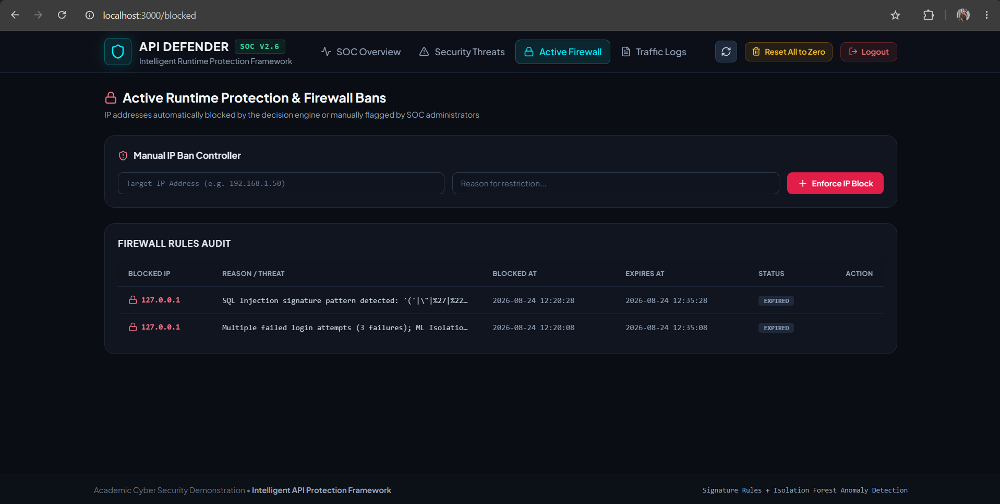 localhost:3000/blocked
API DEFENDER SOC V2.6
Intelligent Runtime Protection Framework
SOC Overview Security Threats Active Firewall Traffic Logs Reset All to Zero Logout
Active Runtime Protection & Firewall Bans
IP addresses automatically blocked by the decision engine or manually flagged by SOC administrators
Manual IP Ban Controller
Target IP Address (e.g. 192.168.1.50) Reason for restriction... + Enforce IP Block
FIREWALL RULES AUDIT
BLOCKED IP REASON / THREAT BLOCKED AT EXPIRES AT STATUS ACTION
127.0.0.1 SQL Injection signature pattern detected: '('|\"|%27|%22… 2026-08-24 12:20:28 2026-08-24 12:35:28 EXPIRED
127.0.0.1 Multiple failed login attempts (3 failures); ML Isolatio… 2026-08-24 12:20:08 2026-08-24 12:35:08 EXPIRED
Academic Cyber Security Demonstration • Intelligent API Protection Framework
Signature Rules + Isolation Forest Anomaly Detection